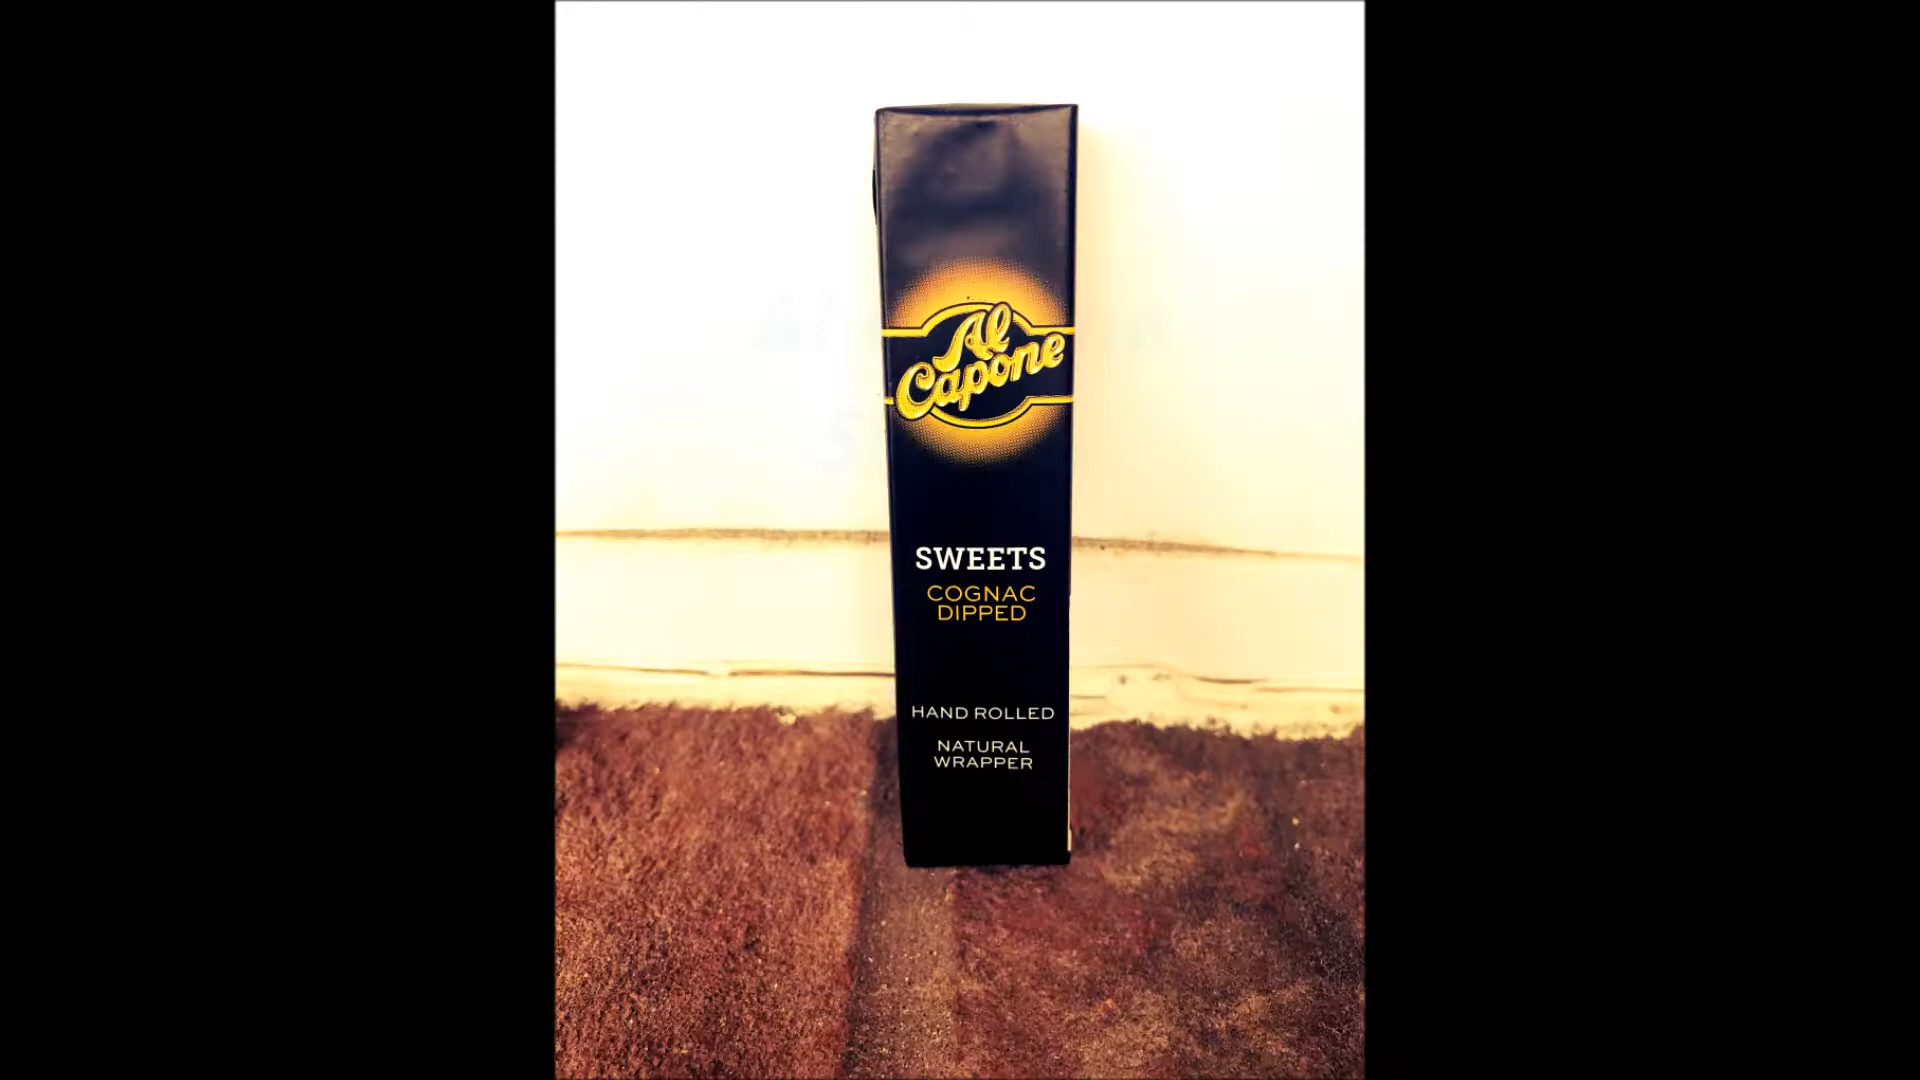 Al
Capone
SWEETS
COGNAC
DIPPED
HAND ROLLED
NATURAL
WRAPPER